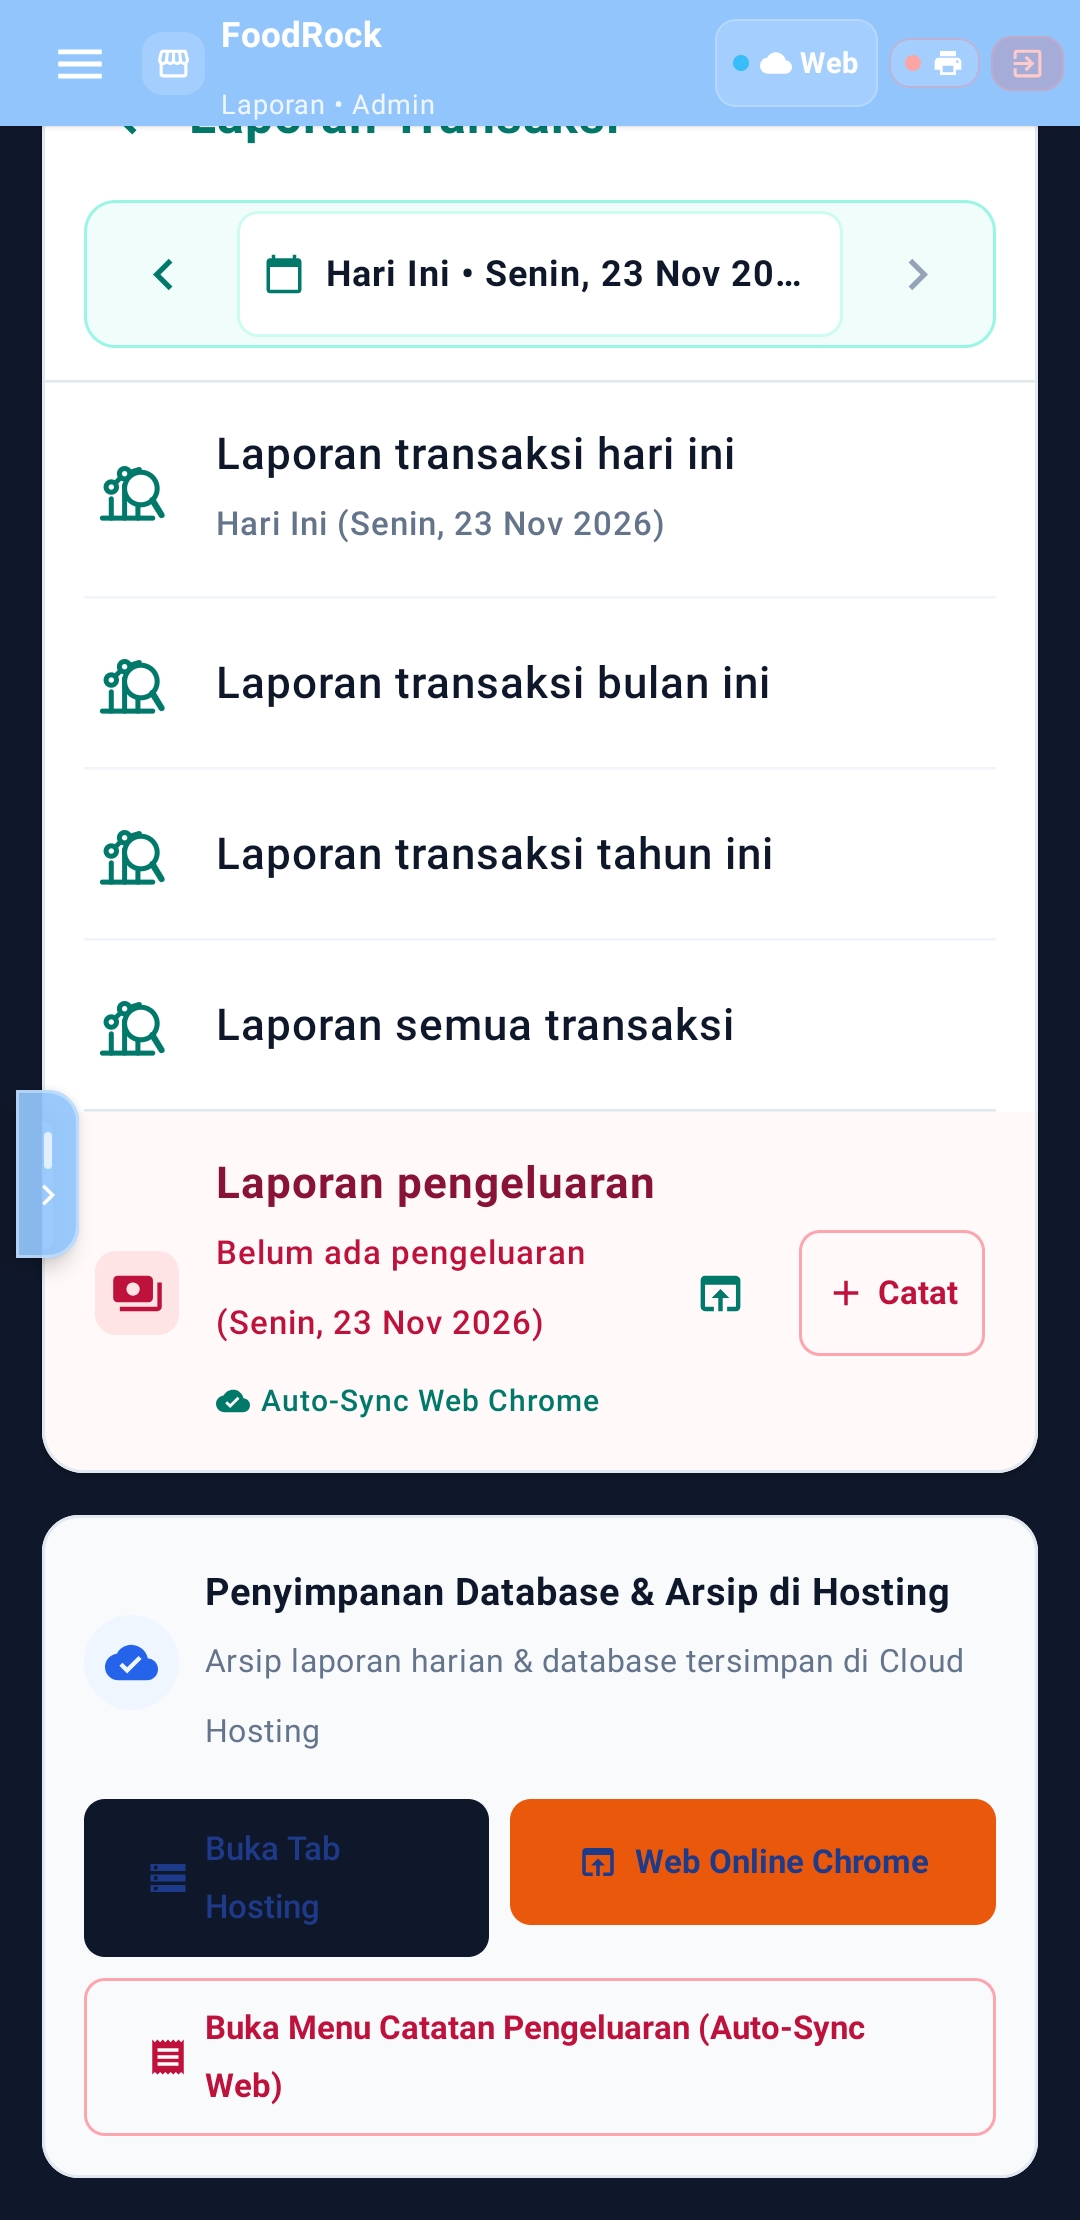 FoodRock
Laporan • Admin
Web
Laporan Transaksi
Hari Ini • Senin, 23 Nov 20...
Laporan transaksi hari ini
Hari Ini (Senin, 23 Nov 2026)
Laporan transaksi bulan ini
Laporan transaksi tahun ini
Laporan semua transaksi
Laporan pengeluaran
Belum ada pengeluaran
(Senin, 23 Nov 2026)
Catat
Auto-Sync Web Chrome
Penyimpanan Database & Arsip di Hosting
Arsip laporan harian & database tersimpan di Cloud
Hosting
Buka Tab
Hosting
Web Online Chrome
Buka Menu Catatan Pengeluaran (Auto-Sync
Web)